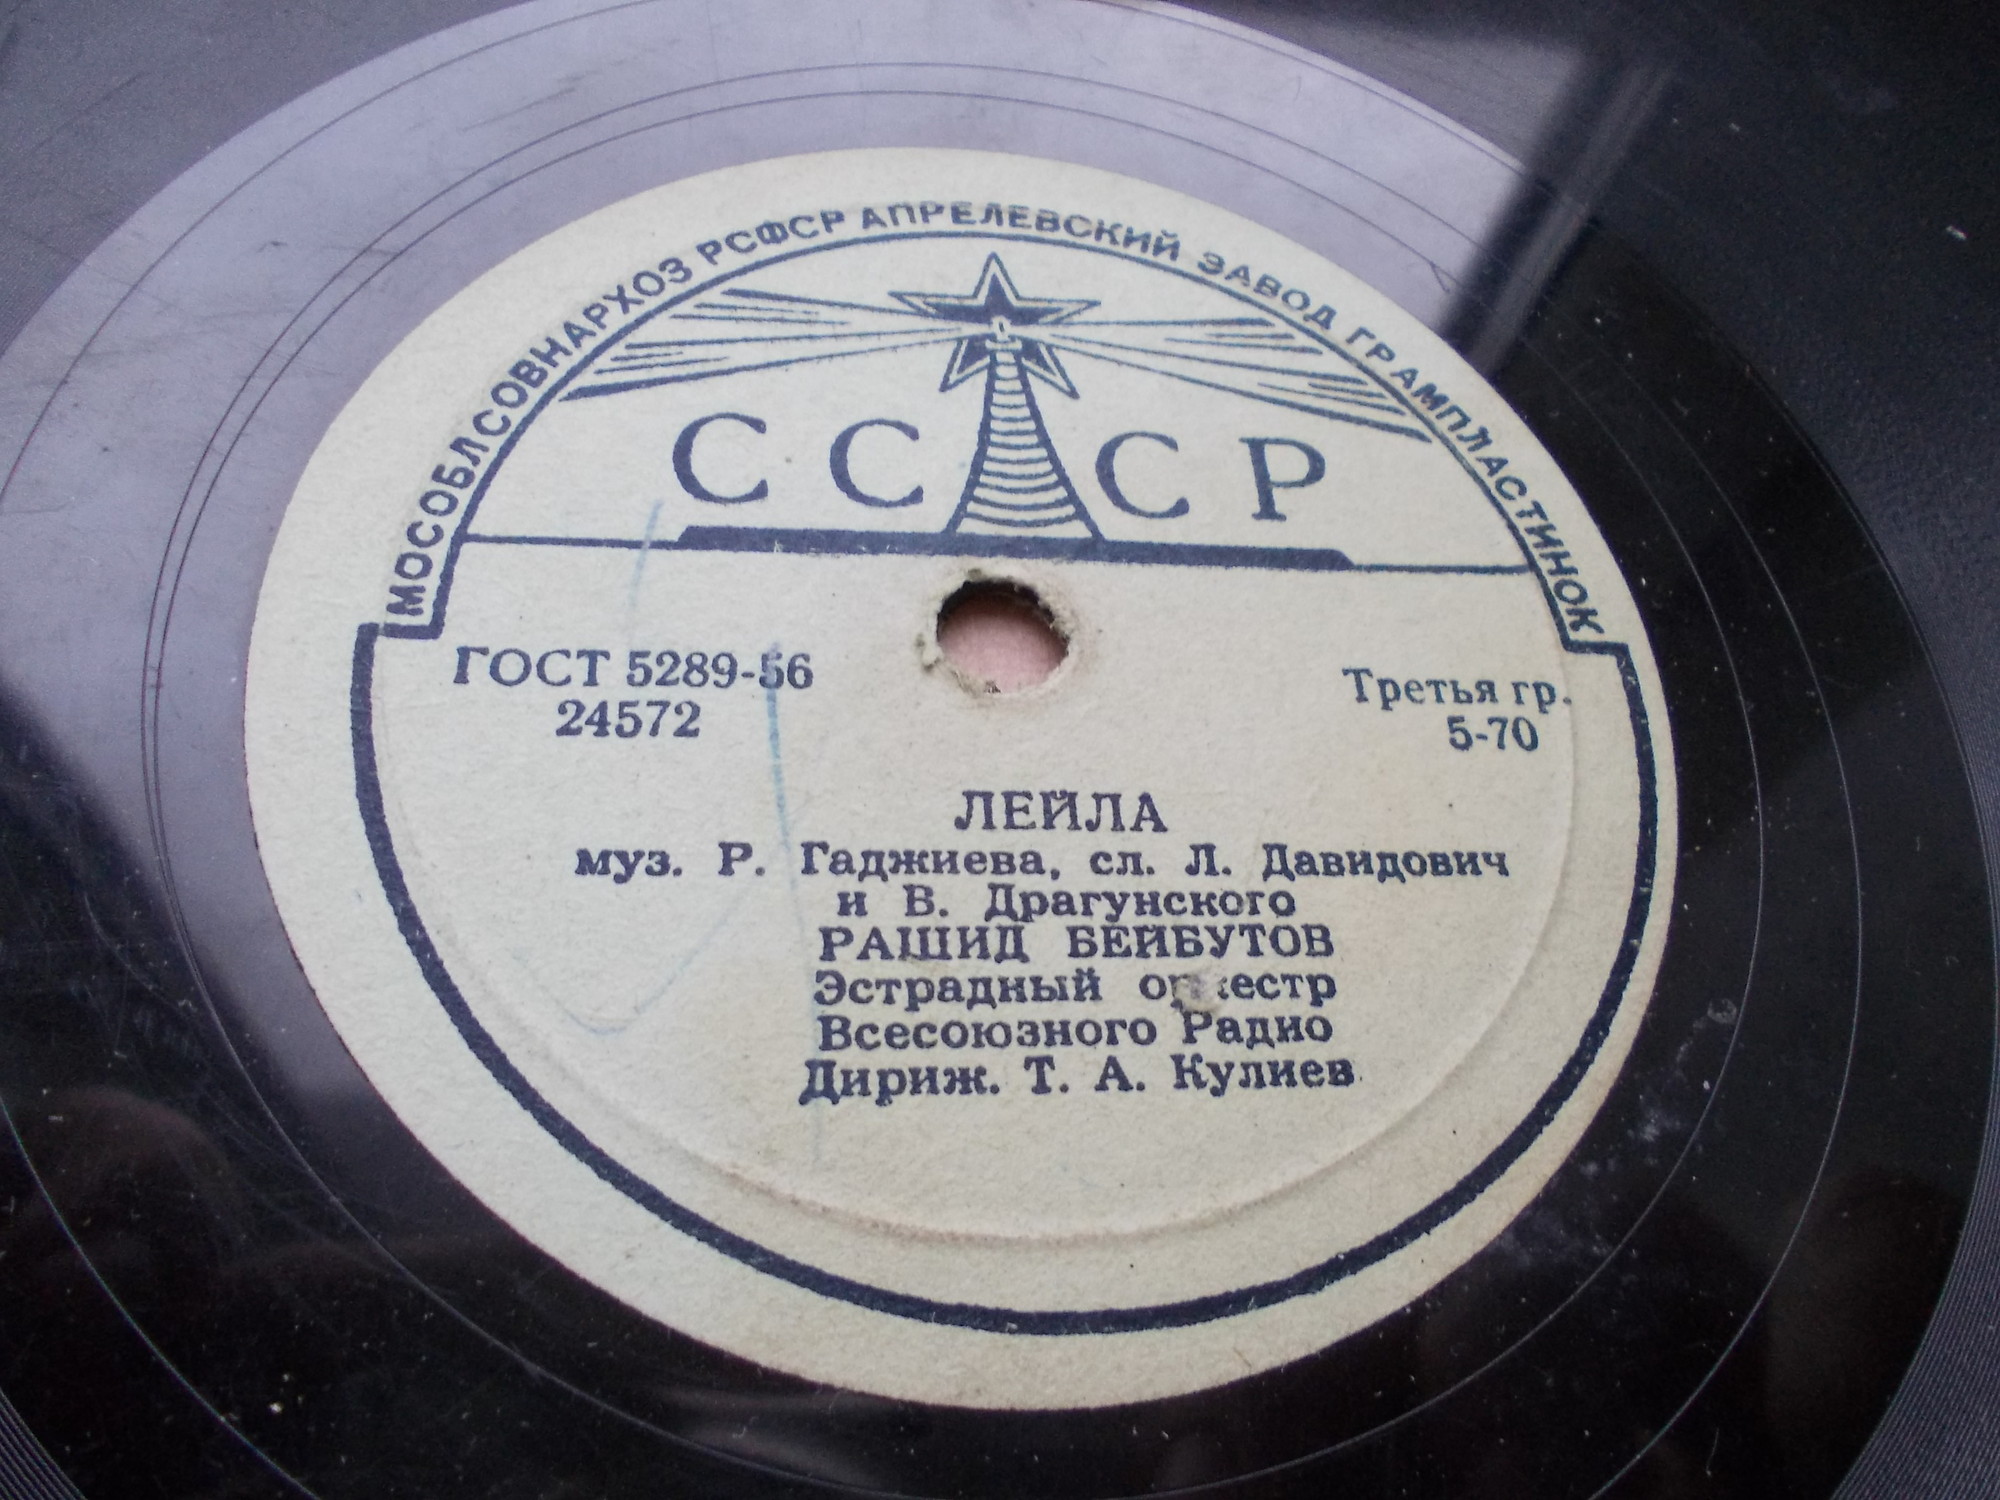 МОСОБЛСОВНАРХОЗ РСФСР АПРЕЛЕВСКИЙ ЗАВОД ГРАМПЛАСТИНОК
СССР
ГОСТ 5289-56
24572
Третья гр.
5-70
ЛЕЙЛА
муз. Р. Гаджиева, сл. Л. Давидович
и В. Драгунского
РАШИД БЕЙБУТОВ
Эстрадный оркестр
Всесоюзного Радио
Дириж. Т. А. Кулиев